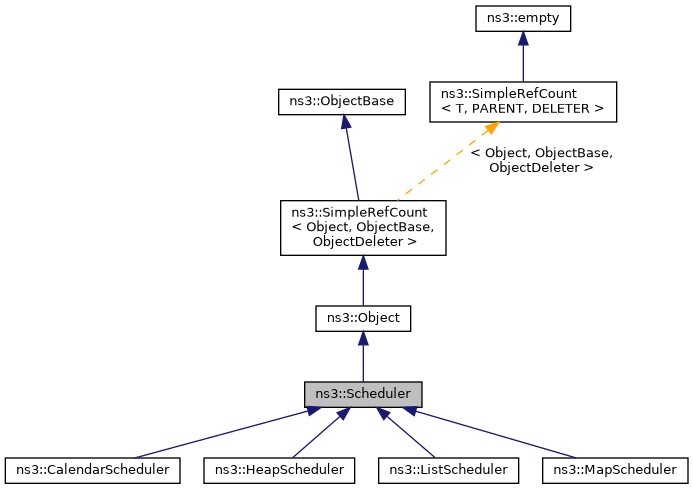 ns3::empty
ns3::SimpleRefCount
< T, PARENT, DELETER >
ns3::ObjectBase
< Object, ObjectBase,
ObjectDeleter >
ns3::SimpleRefCount
< Object, ObjectBase,
ObjectDeleter >
ns3::Object
ns3::Scheduler
ns3::CalendarScheduler
ns3::HeapScheduler
ns3::ListScheduler
ns3::MapScheduler